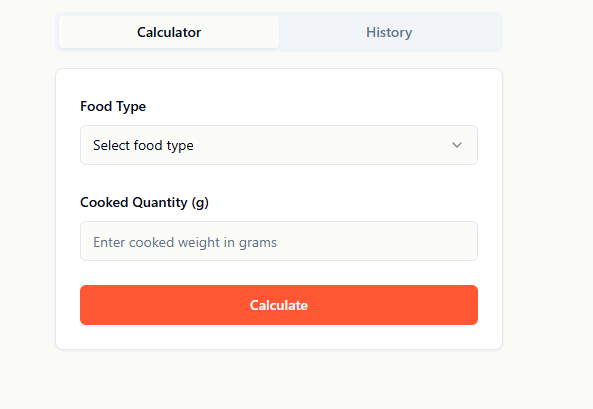 Calculator History
Food Type
Select food type
Cooked Quantity (g)
Enter cooked weight in grams
Calculate